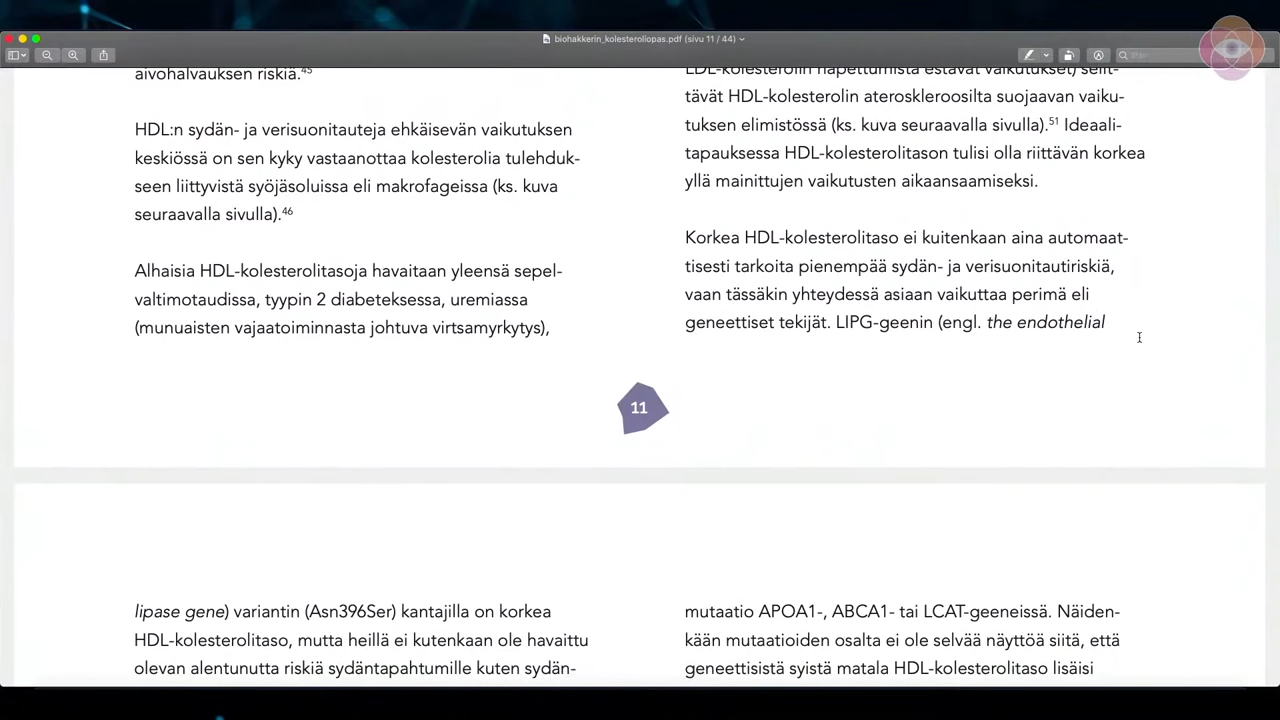 biohakkerin_kolesteroliopas.pdf (sivu 11 / 44)
aivohalvauksen riskiä.⁴⁵
HDL:n sydän- ja verisuonitauteja ehkäisevän vaikutuksen
keskiössä on sen kyky vastaanottaa kolesterolia tulehduk-
seen liittyvistä syöjäsoluissa eli makrofageissa (ks. kuva
seuraavalla sivulla).⁴⁶
Alhaisia HDL-kolesterolitasoja havaitaan yleensä sepel-
valtimotaudissa, tyypin 2 diabeteksessa, uremiassa
(munuaisten vajaatoiminnasta johtuva virtsamyrkytys),
LDL-kolesterolin hapettumista estävät vaikutukset) selit-
tävät HDL-kolesterolin ateroskleroosilta suojaavan vaiku-
tuksen elimistössä (ks. kuva seuraavalla sivulla).⁵¹ Ideaali-
tapauksessa HDL-kolesterolitason tulisi olla riittävän korkea
yllä mainittujen vaikutusten aikaansaamiseksi.
Korkea HDL-kolesterolitaso ei kuitenkaan aina automaat-
tisesti tarkoita pienempää sydän- ja verisuonitautiriskiä,
vaan tässäkin yhteydessä asiaan vaikuttaa perimä eli
geneettiset tekijät. LIPG-geenin (engl. the endothelial
11
lipase gene) variantin (Asn396Ser) kantajilla on korkea
HDL-kolesterolitaso, mutta heillä ei kutenkaan ole havaittu
olevan alentunutta riskiä sydäntapahtumille kuten sydän-
mutaatio APOA1-, ABCA1- tai LCAT-geeneissä. Näiden-
kään mutaatioiden osalta ei ole selvää näyttöä siitä, että
geneettisistä syistä matala HDL-kolesterolitaso lisäisi